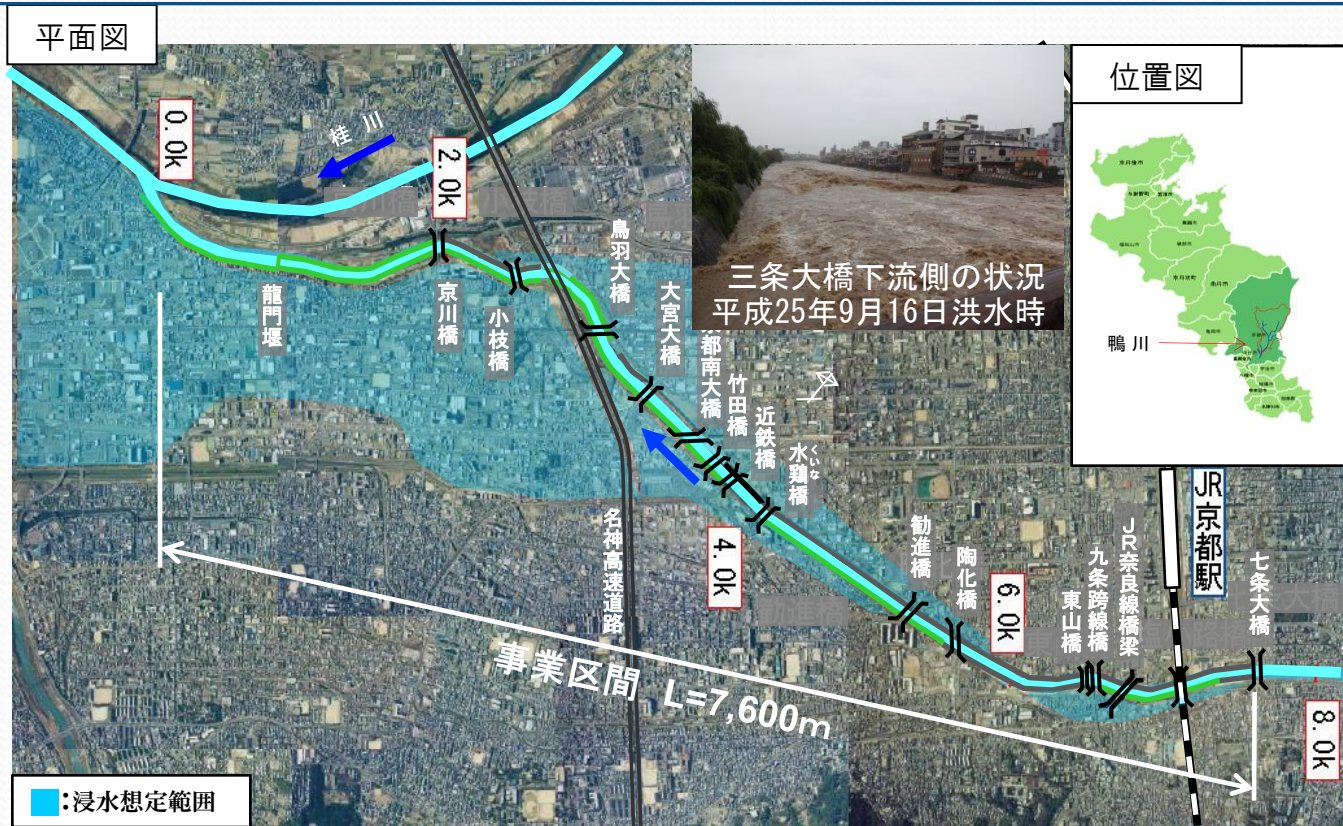 平面図
位置図
0.0k
桂川
2.0k
鳥羽大橋
三条大橋下流側の状況
平成25年9月16日洪水時
龍門堰
京川橋
小枝橋
大宮大橋
都南大橋
竹田橋
近鉄橋
水鶏橋
くいな
鴨川
名神高速道路
4.0k
勧進橋
陶化橋
6.0k
東山橋
九条跨線橋
JR奈良線橋梁
JR京都駅
七条大橋
8.0k
事業区間 L=7,600m
:浸水想定範囲